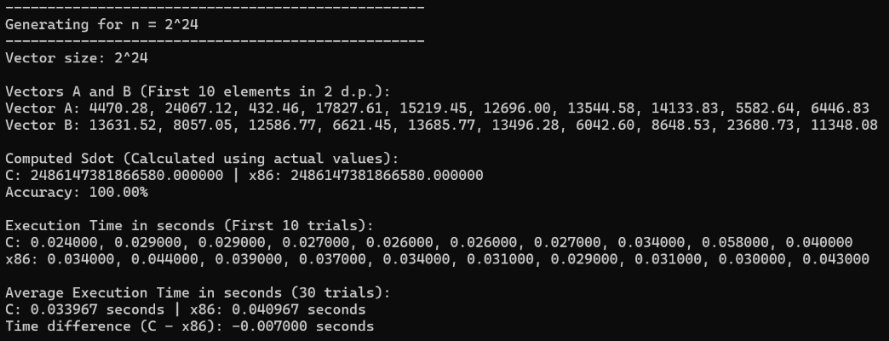 --------------------------------------------------
Generating for n = 2^24
--------------------------------------------------
Vector size: 2^24
Vectors A and B (First 10 elements in 2 d.p.):
Vector A: 4470.28, 24067.12, 432.46, 17827.61, 15219.45, 12696.00, 13544.58, 14133.83, 5582.64, 6446.83
Vector B: 13631.52, 8057.05, 12586.77, 6621.45, 13685.77, 13496.28, 6042.60, 8648.53, 23680.73, 11348.08
Computed Sdot (Calculated using actual values):
C: 2486147381866580.000000 | x86: 2486147381866580.000000
Accuracy: 100.00%
Execution Time in seconds (First 10 trials):
C: 0.024000, 0.029000, 0.029000, 0.027000, 0.026000, 0.026000, 0.027000, 0.034000, 0.058000, 0.040000
x86: 0.034000, 0.044000, 0.039000, 0.037000, 0.034000, 0.031000, 0.029000, 0.031000, 0.030000, 0.043000
Average Execution Time in seconds (30 trials):
C: 0.033967 seconds | x86: 0.040967 seconds
Time difference (C - x86): -0.007000 seconds